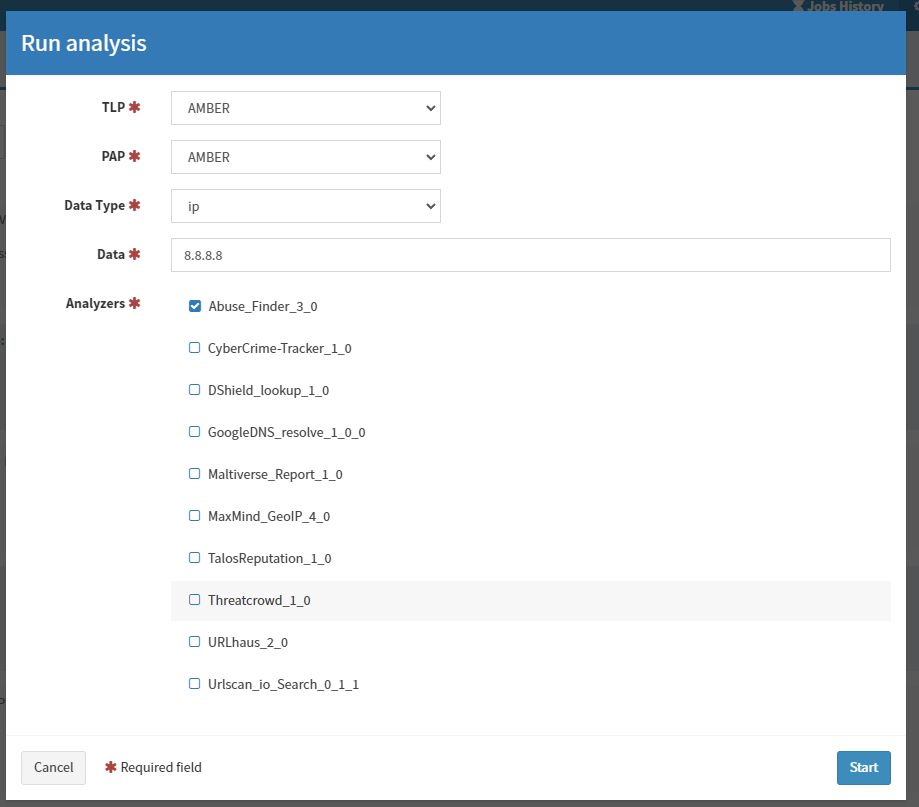 Jobs History
Run analysis
TLP ✱ AMBER
PAP ✱ AMBER
Data Type ✱ ip
Data ✱ 8.8.8.8
Analyzers ✱ Abuse_Finder_3_0
CyberCrime-Tracker_1_0
DShield_lookup_1_0
GoogleDNS_resolve_1_0_0
Maltiverse_Report_1_0
MaxMind_GeoIP_4_0
TalosReputation_1_0
Threatcrowd_1_0
URLhaus_2_0
Urlscan_io_Search_0_1_1
Cancel ✱ Required field Start